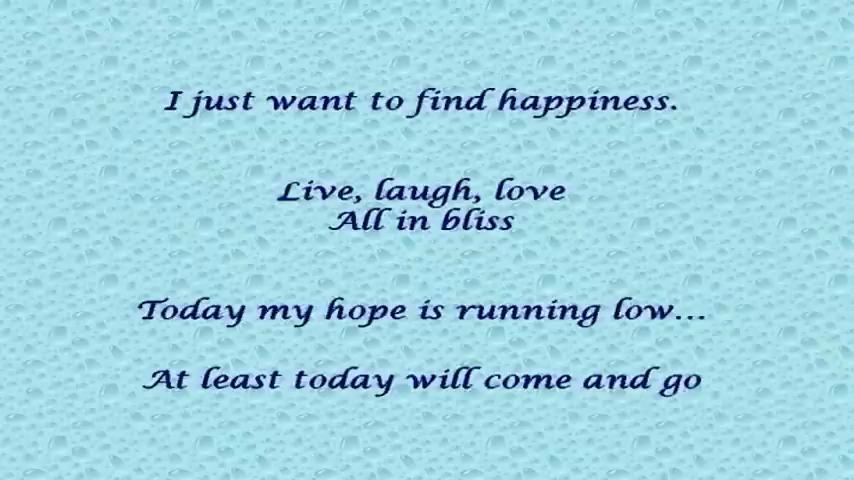 I just want to find happiness.
Live, laugh, love
All in bliss
Today my hope is running low...
At least today will come and go